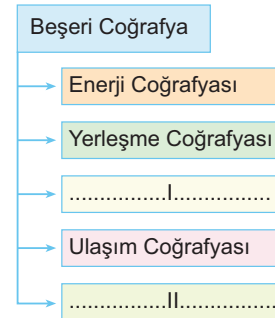 Beşeri Coğrafya
Enerji Coğrafyası
Yerleşme Coğrafyası
................I................
Ulaşım Coğrafyası
................II................